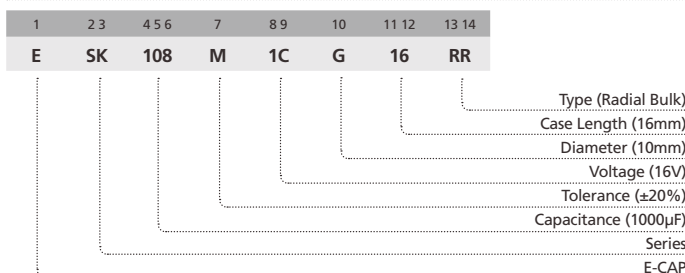 1 2 3 4 5 6 7 8 9 10 11 12 13 14
E SK 108 M 1C G 16 RR
Type (Radial Bulk)
Case Length (16mm)
Diameter (10mm)
Voltage (16V)
Tolerance (±20%)
Capacitance (1000µF)
Series
E-CAP